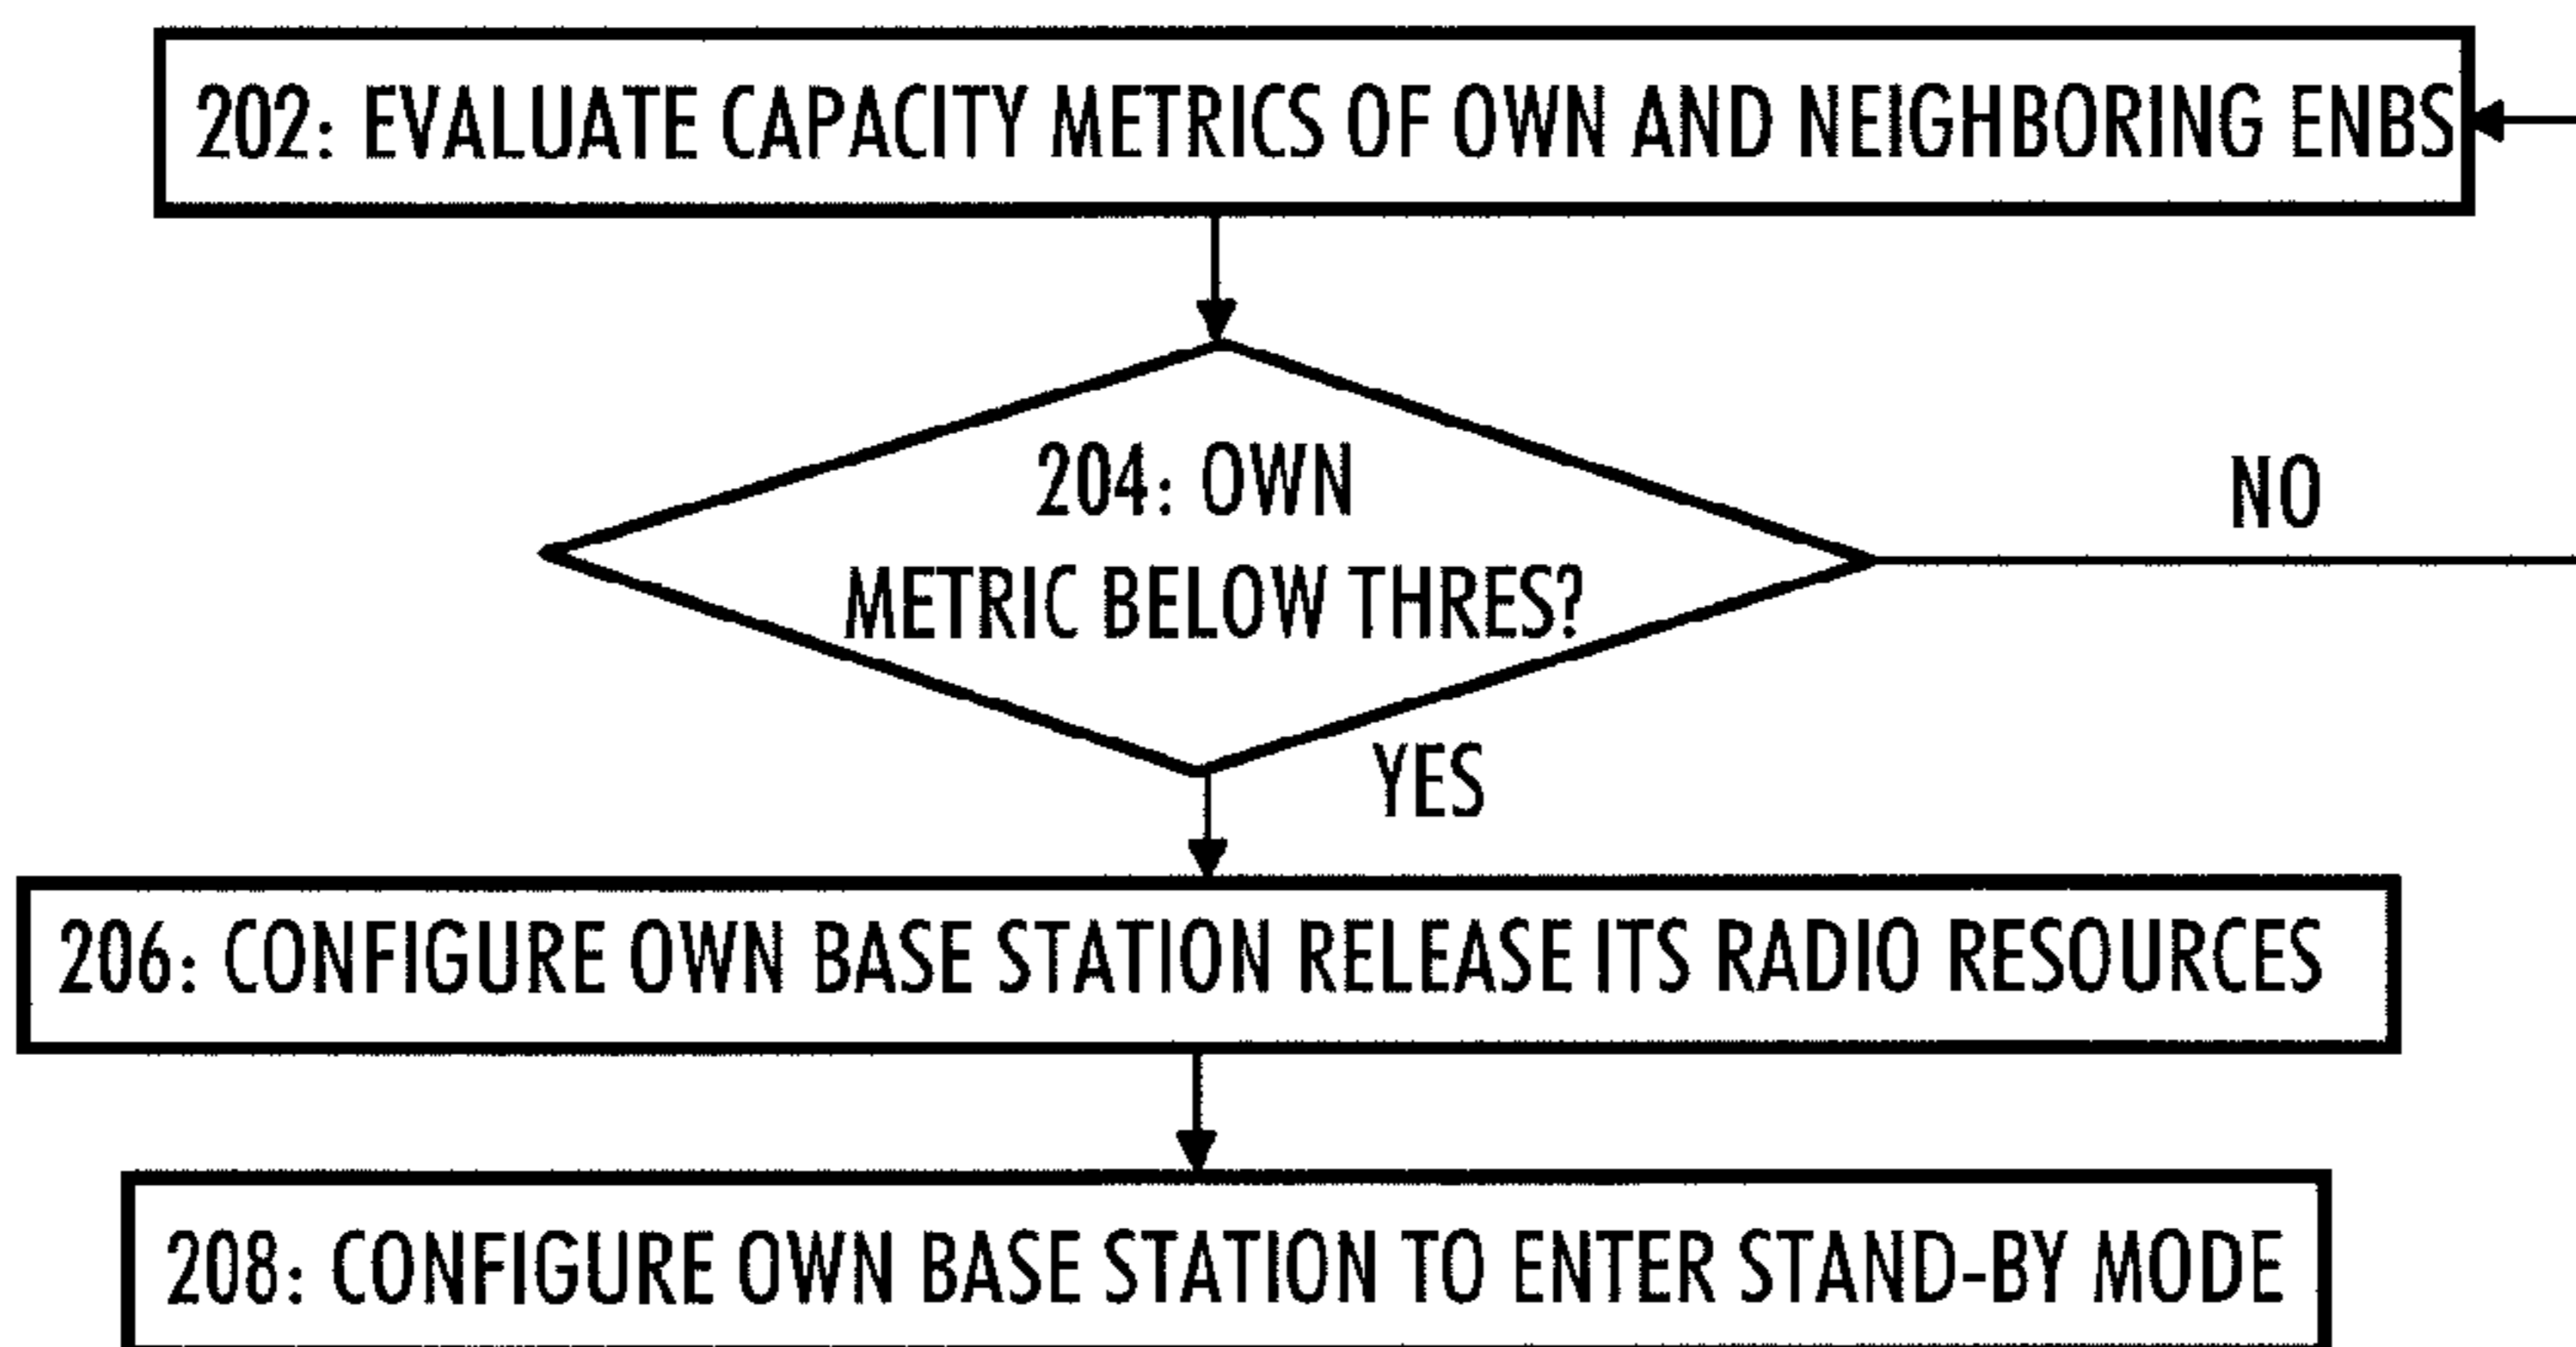 202: EVALUATE CAPACITY METRICS OF OWN AND NEIGHBORING ENBS
204: OWN
METRIC BELOW THRES?
NO
YES
206: CONFIGURE OWN BASE STATION RELEASE ITS RADIO RESOURCES
208: CONFIGURE OWN BASE STATION TO ENTER STAND-BY MODE